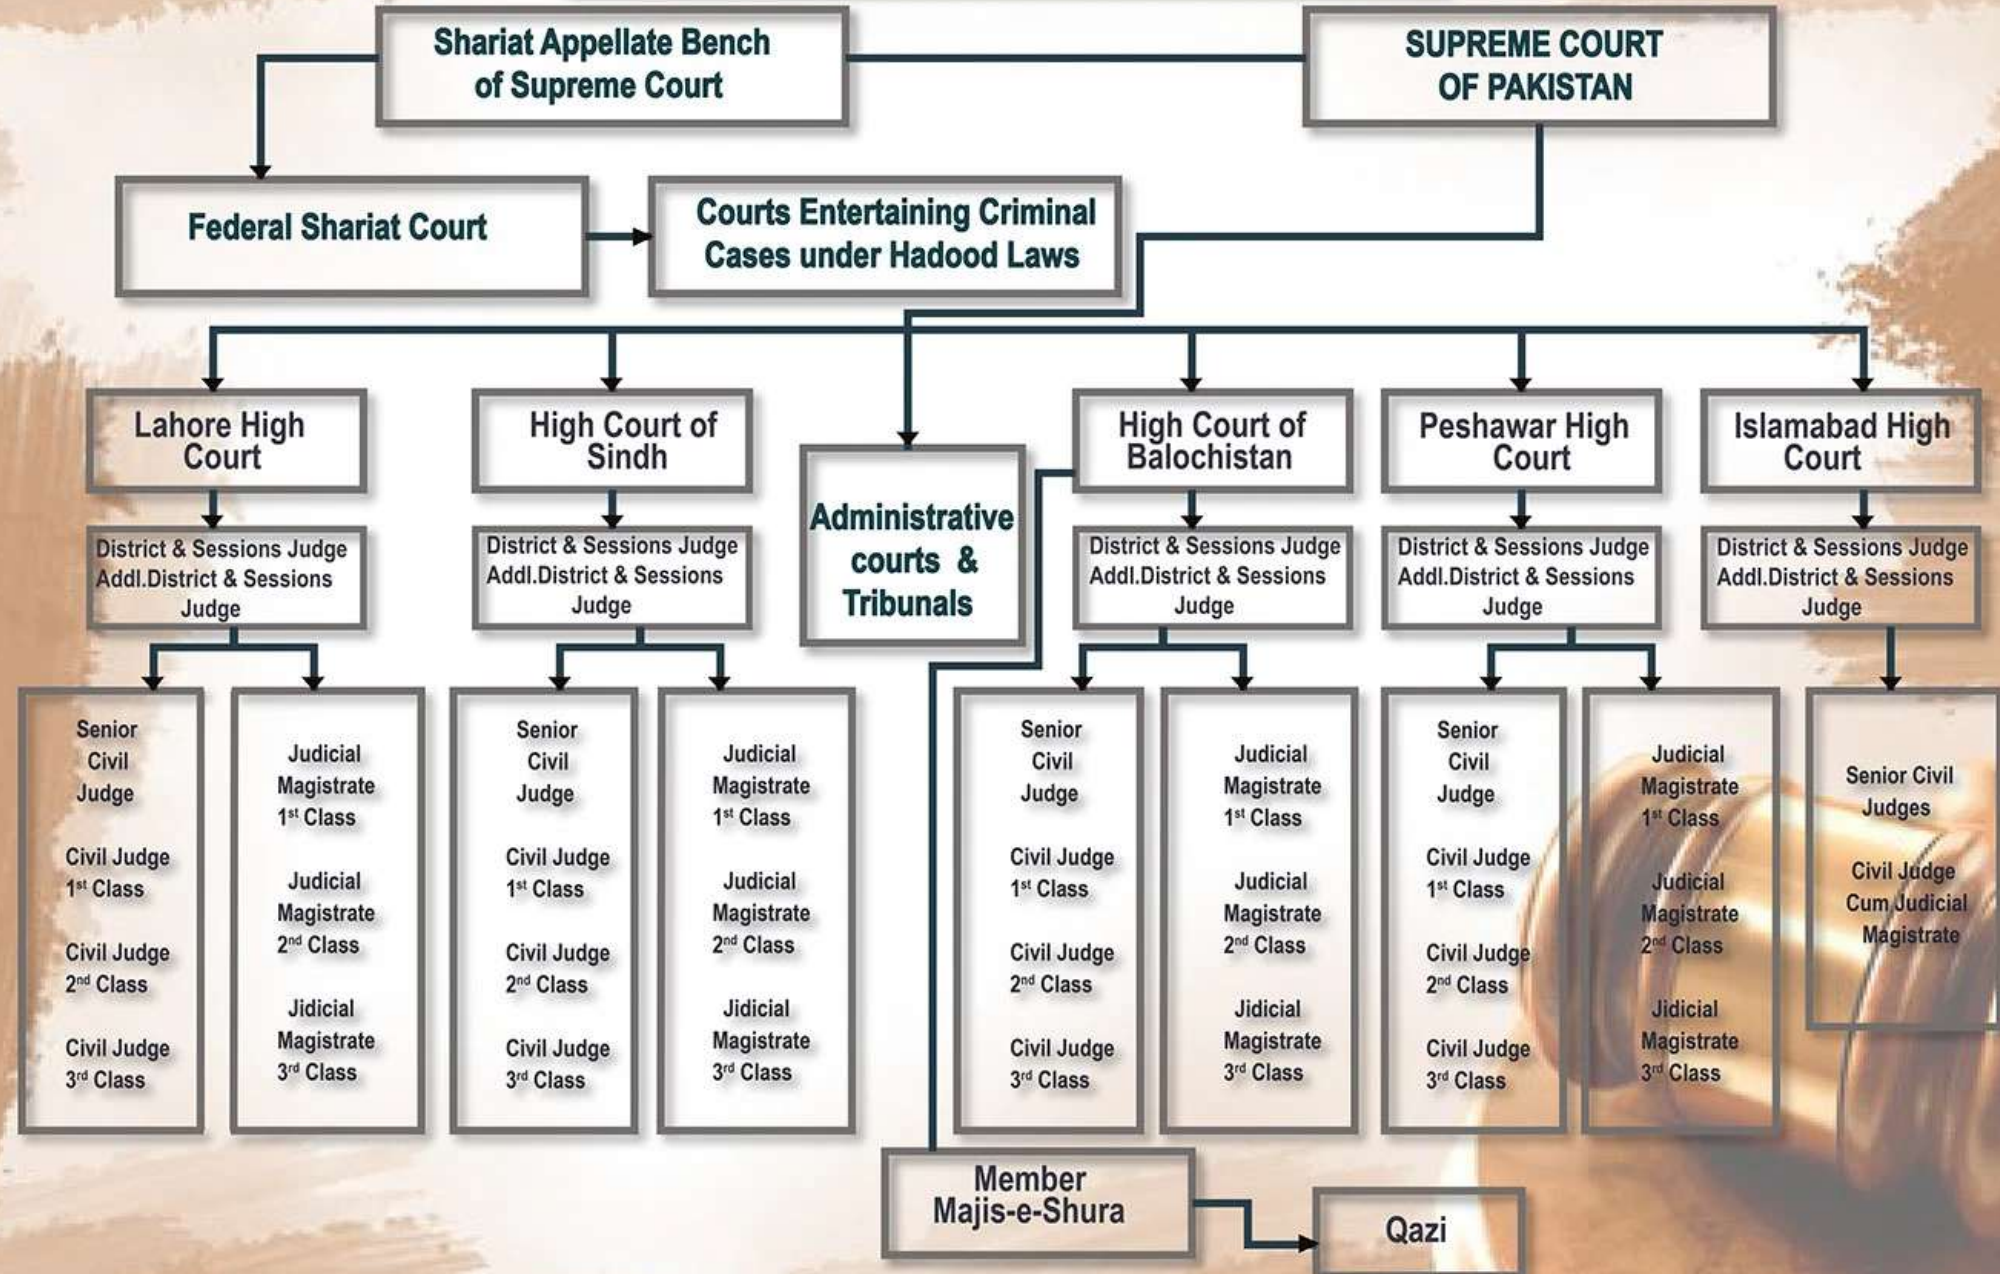 Shariat Appellate Bench
of Supreme Court
SUPREME COURT
OF PAKISTAN
Federal Shariat Court
Courts Entertaining Criminal
Cases under Hadood Laws
Lahore High
Court
High Court of
Sindh
Administrative
courts &
Tribunals
High Court of
Balochistan
Peshawar High
Court
Islamabad High
Court
District & Sessions Judge
Addl.District & Sessions
Judge
District & Sessions Judge
Addl.District & Sessions
Judge
District & Sessions Judge
Addl.District & Sessions
Judge
District & Sessions Judge
Addl.District & Sessions
Judge
District & Sessions Judge
Addl.District & Sessions
Judge
Senior
Civil
Judge
Civil Judge
1st Class
Civil Judge
2nd Class
Civil Judge
3rd Class
Judicial
Magistrate
1st Class
Judicial
Magistrate
2nd Class
Jidicial
Magistrate
3rd Class
Senior
Civil
Judge
Civil Judge
1st Class
Civil Judge
2nd Class
Civil Judge
3rd Class
Judicial
Magistrate
1st Class
Judicial
Magistrate
2nd Class
Jidicial
Magistrate
3rd Class
Senior
Civil
Judge
Civil Judge
1st Class
Civil Judge
2nd Class
Civil Judge
3rd Class
Judicial
Magistrate
1st Class
Judicial
Magistrate
2nd Class
Jidicial
Magistrate
3rd Class
Senior
Civil
Judge
Civil Judge
1st Class
Civil Judge
2nd Class
Civil Judge
3rd Class
Judicial
Magistrate
1st Class
Judicial
Magistrate
2nd Class
Jidicial
Magistrate
3rd Class
Senior Civil
Judges
Civil Judge
Cum Judicial
Magistrate
Member
Majis-e-Shura
Qazi